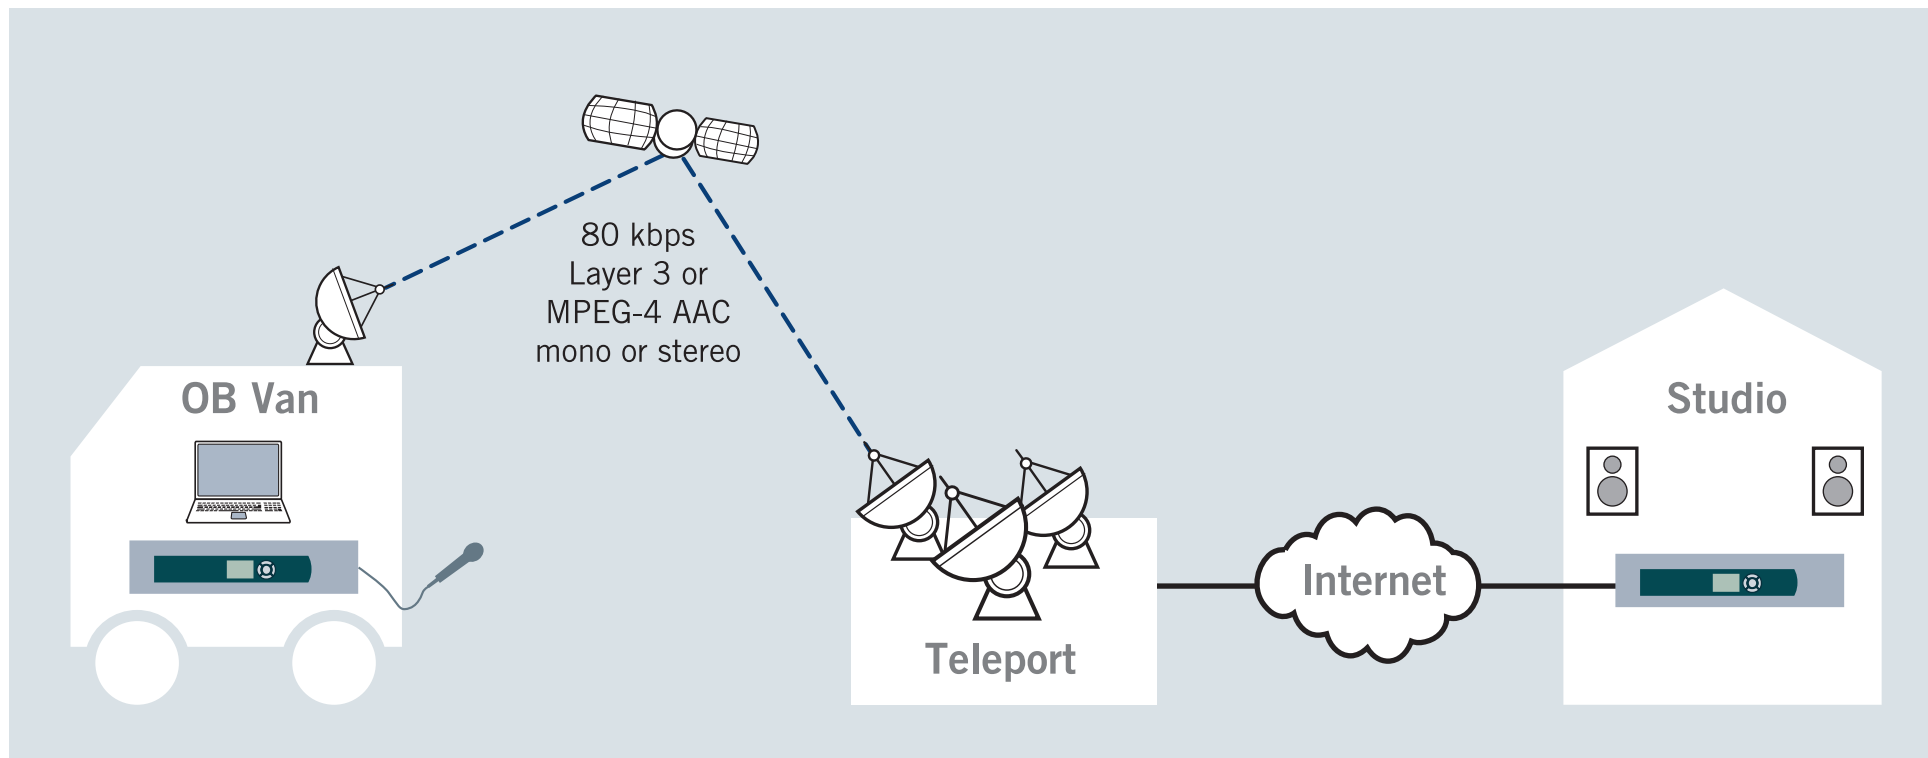 80 kbps
Layer 3 or
MPEG-4 AAC
mono or stereo
OB Van
Studio
Internet
Teleport